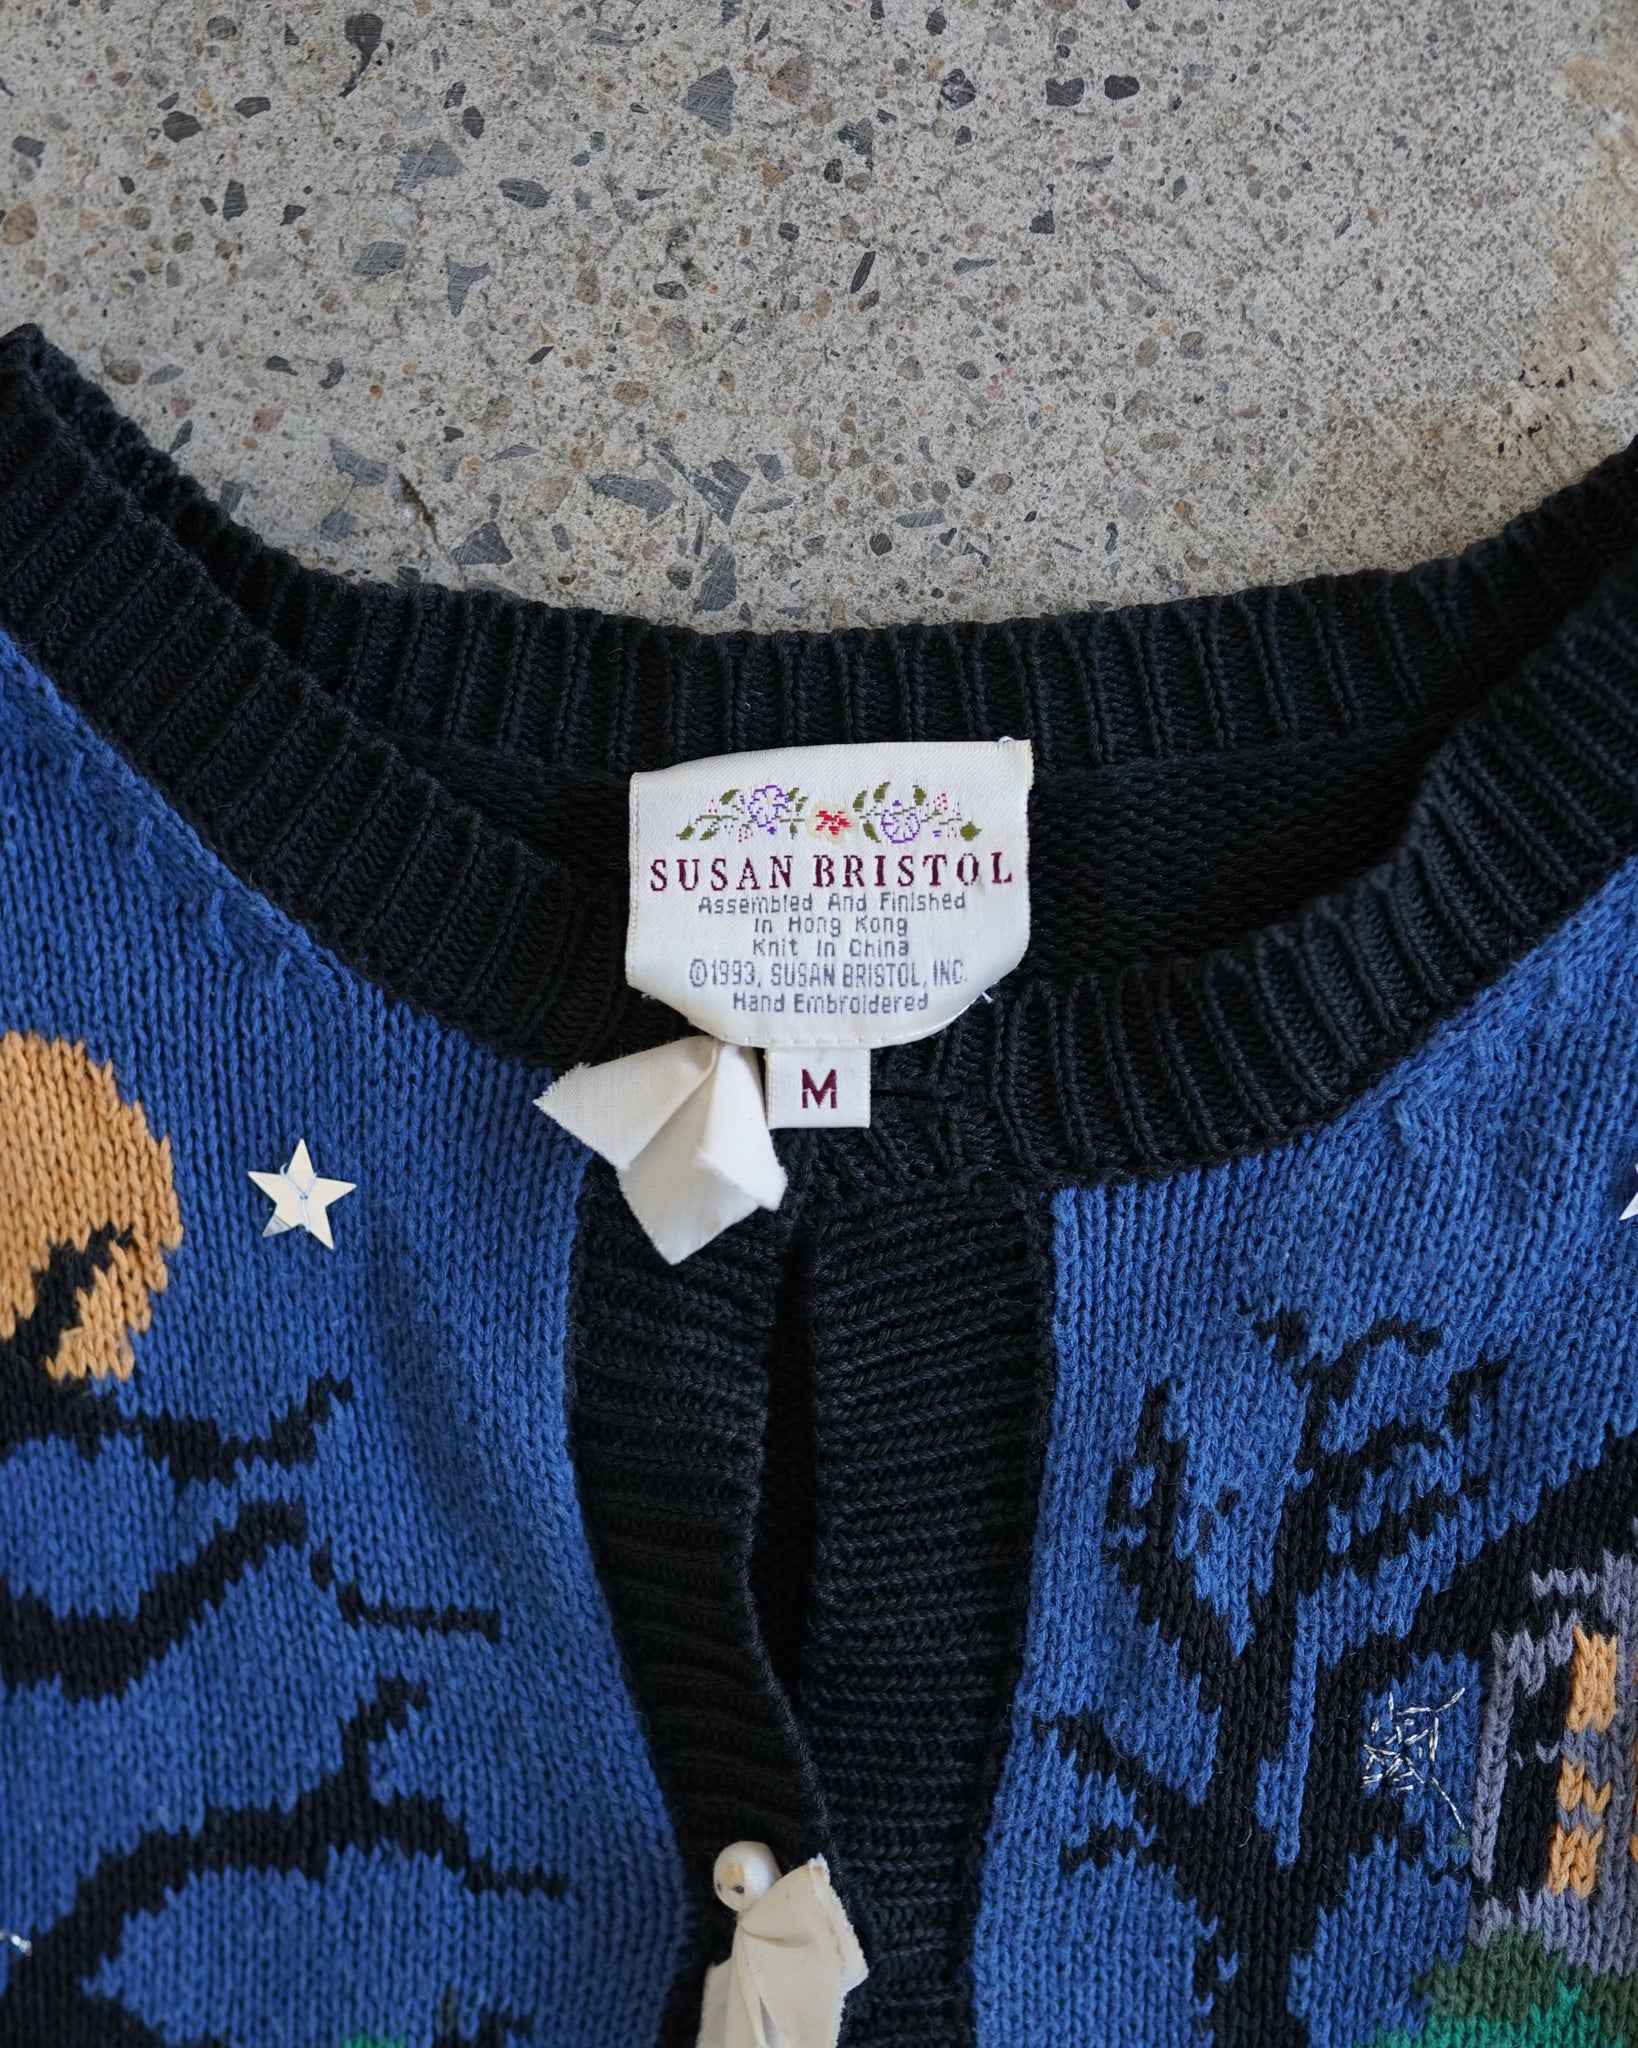 SUSAN BRISTOL
Assembled And Finished
In Hong Kong
Knit In China
©1993, SUSAN BRISTOL, INC.
Hand Embroidered
M